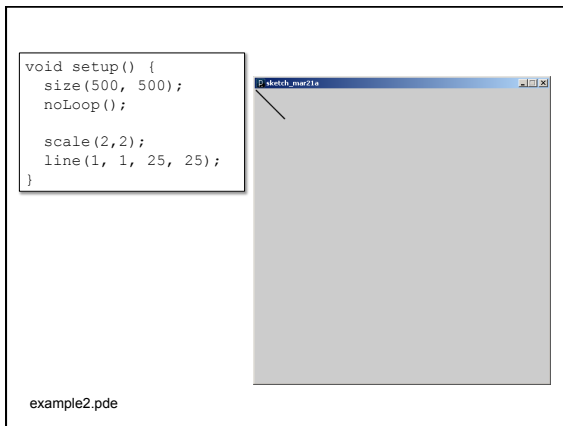 void setup() {
  size(500, 500);
  noLoop();

  scale(2,2);
  line(1, 1, 25, 25);
}
sketch_mar21a
example2.pde